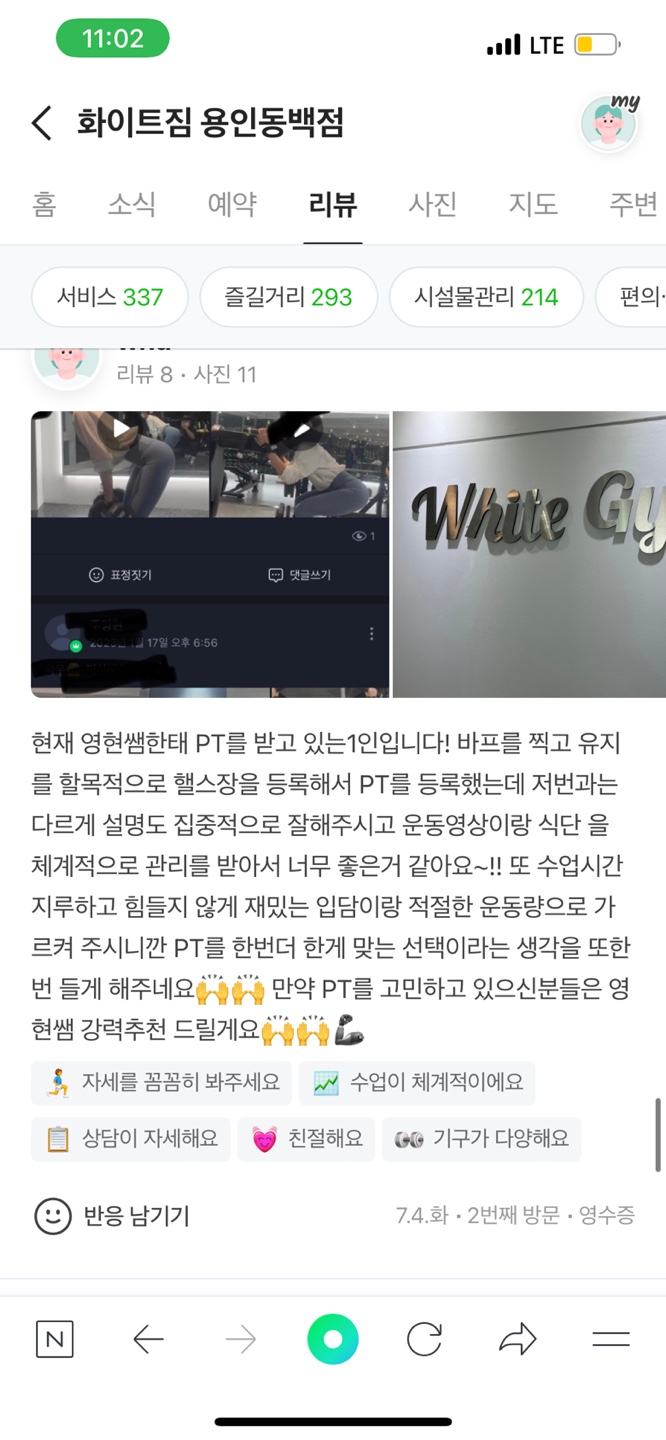 11:02
LTE
화이트짐 용인동백점
my
홈 소식 예약 리뷰 사진 지도 주변
서비스 337 즐길거리 293 시설물관리 214 편의·
리뷰 8 · 사진 11
1
표정짓기 댓글쓰기
17일 오후 6:56
White Gy
현재 영현쌤한태 PT를 받고 있는1인입니다! 바프를 찍고 유지
를 할목적으로 핼스장을 등록해서 PT를 등록했는데 저번과는
다르게 설명도 집중적으로 잘해주시고 운동영상이랑 식단 을
체계적으로 관리를 받아서 너무 좋은거 같아요~!! 또 수업시간
지루하고 힘들지 않게 재밌는 입담이랑 적절한 운동량으로 가
르켜 주시니깐 PT를 한번더 한게 맞는 선택이라는 생각을 또한
번 들게 해주네요🙌🙌 만약 PT를 고민하고 있으신분들은 영
현쌤 강력추천 드릴게요🙌🙌🦾
자세를 꼼꼼히 봐주세요 수업이 체계적이에요
상담이 자세해요 친절해요 기구가 다양해요
반응 남기기 7.4.화 · 2번째 방문 · 영수증
N